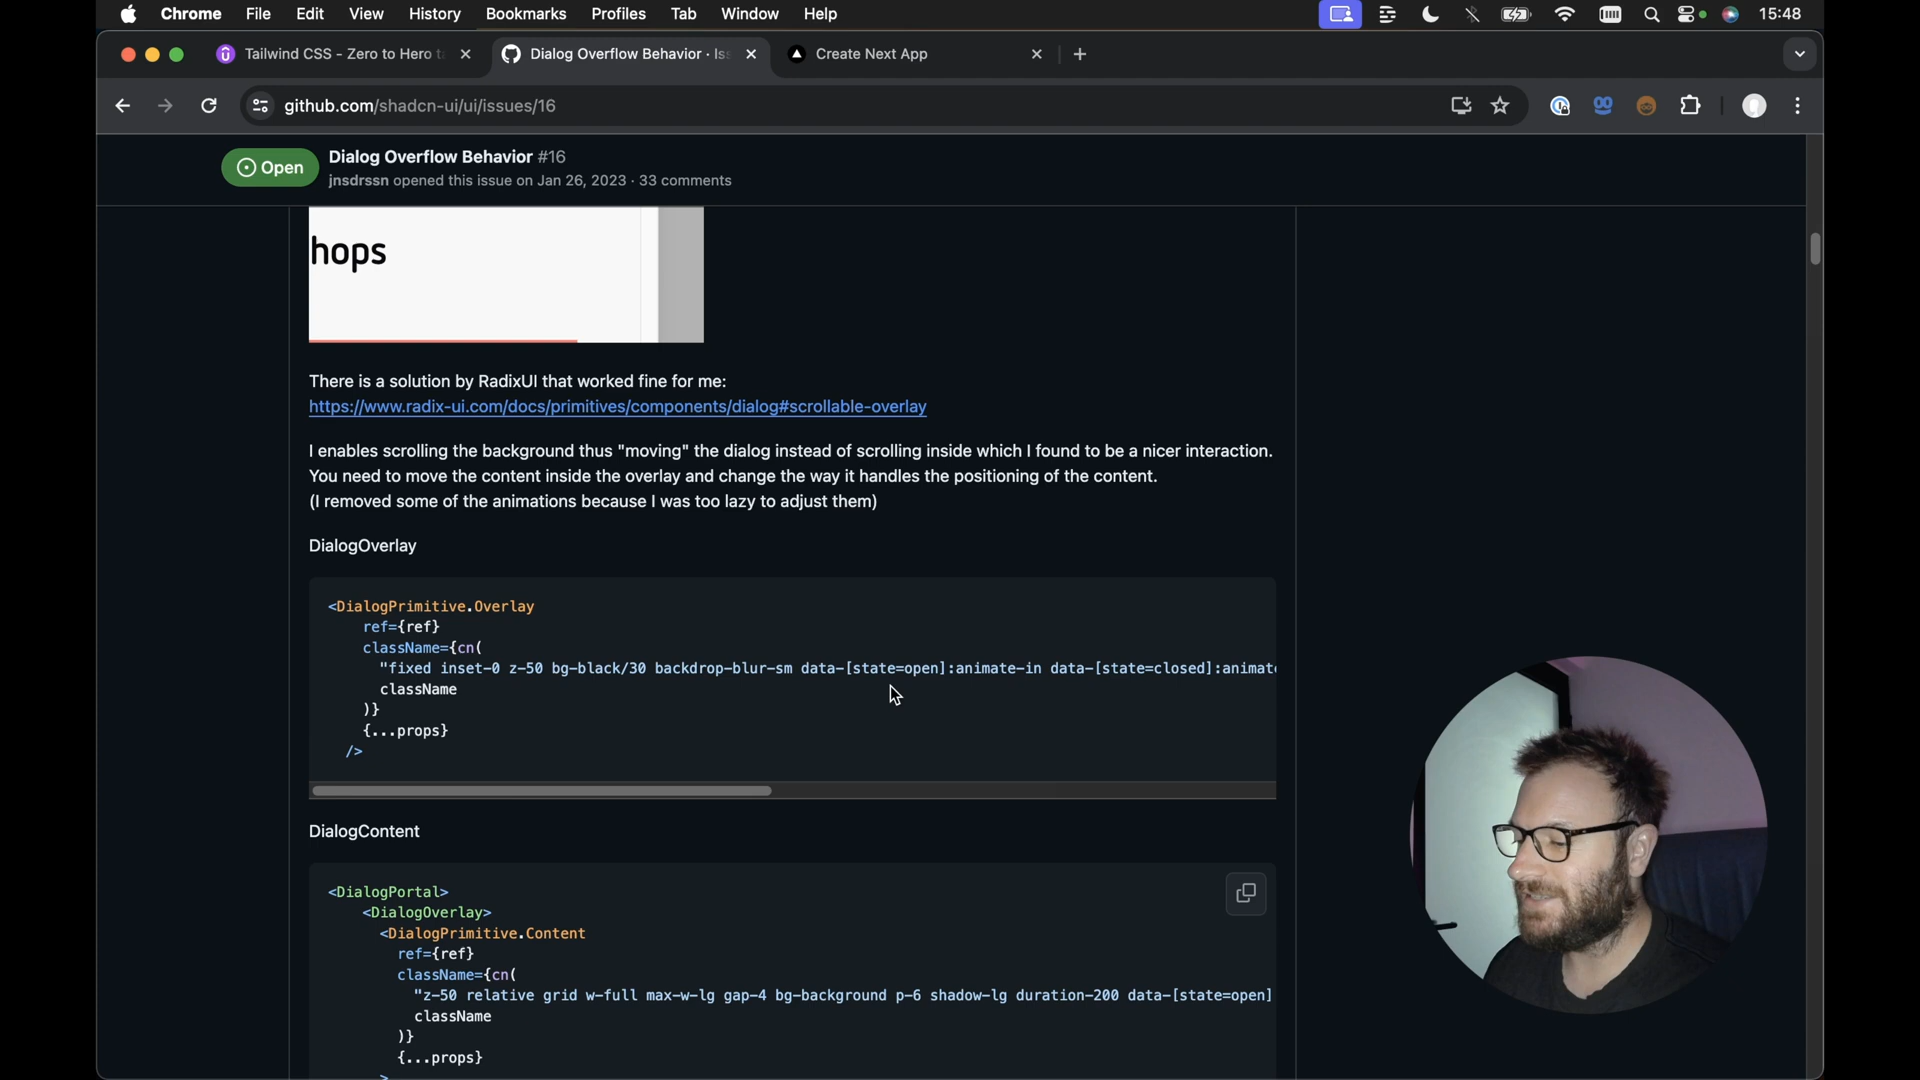 Chrome File Edit View History Bookmarks Profiles Tab Window Help 15:48
Tailwind CSS - Zero to Hero
Dialog Overflow Behavior · Iss
Create Next App
github.com/shadcn-ui/ui/issues/16
Open
Dialog Overflow Behavior #16
jnsdrssn opened this issue on Jan 26, 2023 · 33 comments
hops
There is a solution by RadixUI that worked fine for me:
https://www.radix-ui.com/docs/primitives/components/dialog#scrollable-overlay
I enables scrolling the background thus "moving" the dialog instead of scrolling inside which I found to be a nicer interaction.
You need to move the content inside the overlay and change the way it handles the positioning of the content.
(I removed some of the animations because I was too lazy to adjust them)
DialogOverlay
<DialogPrimitive.Overlay
ref={ref}
className={cn(
"fixed inset-0 z-50 bg-black/30 backdrop-blur-sm data-[state=open]:animate-in data-[state=closed]:animate
className
)}
{...props}
/>
DialogContent
<DialogPortal>
<DialogOverlay>
<DialogPrimitive.Content
ref={ref}
className={cn(
"z-50 relative grid w-full max-w-lg gap-4 bg-background p-6 shadow-lg duration-200 data-[state=open]
className
)}
{...props}
>